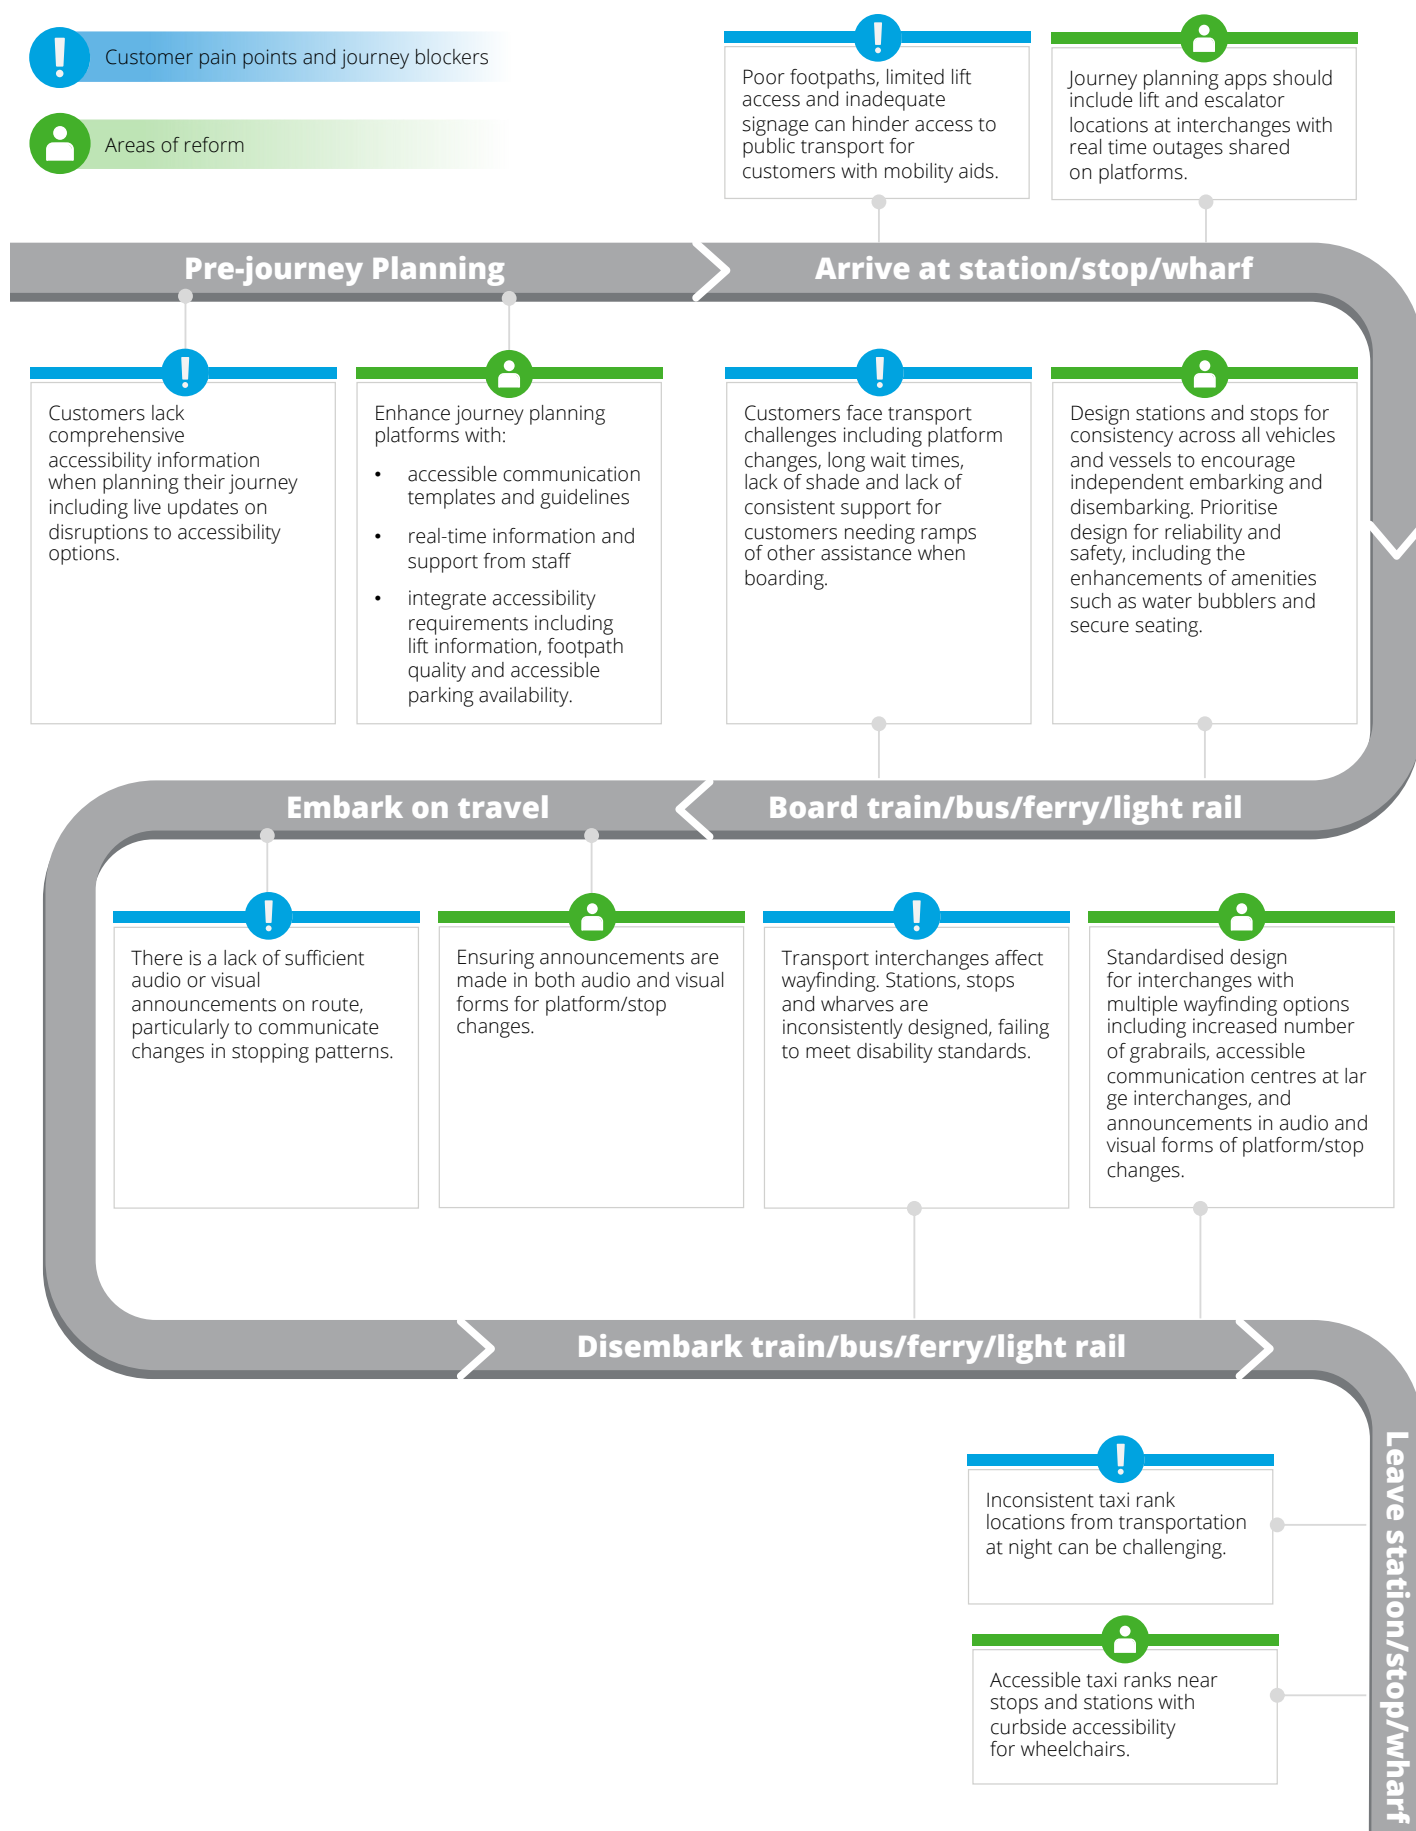 Customer pain points and journey blockers
Areas of reform
Poor footpaths, limited lift
access and inadequate
signage can hinder access to
public transport for
customers with mobility aids.
Journey planning apps should
include lift and escalator
locations at interchanges with
real time outages shared
on platforms.
Pre-journey Planning
Arrive at station/stop/wharf
Customers lack
comprehensive
accessibility information
when planning their journey
including live updates on
disruptions to accessibility
options.
Enhance journey planning
platforms with:
• accessible communication
templates and guidelines
• real-time information and
support from staff
• integrate accessibility
requirements including
lift information, footpath
quality and accessible
parking availability.
Customers face transport
challenges including platform
changes, long wait times,
lack of shade and lack of
consistent support for
customers needing ramps
of other assistance when
boarding.
Design stations and stops for
consistency across all vehicles
and vessels to encourage
independent embarking and
disembarking. Prioritise
design for reliability and
safety, including the
enhancements of amenities
such as water bubblers and
secure seating.
Board train/bus/ferry/light rail
Embark on travel
There is a lack of sufficient
audio or visual
announcements on route,
particularly to communicate
changes in stopping patterns.
Ensuring announcements are
made in both audio and visual
forms for platform/stop
changes.
Transport interchanges affect
wayfinding. Stations, stops
and wharves are
inconsistently designed, failing
to meet disability standards.
Standardised design
for interchanges with
multiple wayfinding options
including increased number
of grabrails, accessible
communication centres at lar
ge interchanges, and
announcements in audio and
visual forms of platform/stop
changes.
Disembark train/bus/ferry/light rail
Leave station/stop/wharf
Inconsistent taxi rank
locations from transportation
at night can be challenging.
Accessible taxi ranks near
stops and stations with
curbside accessibility
for wheelchairs.